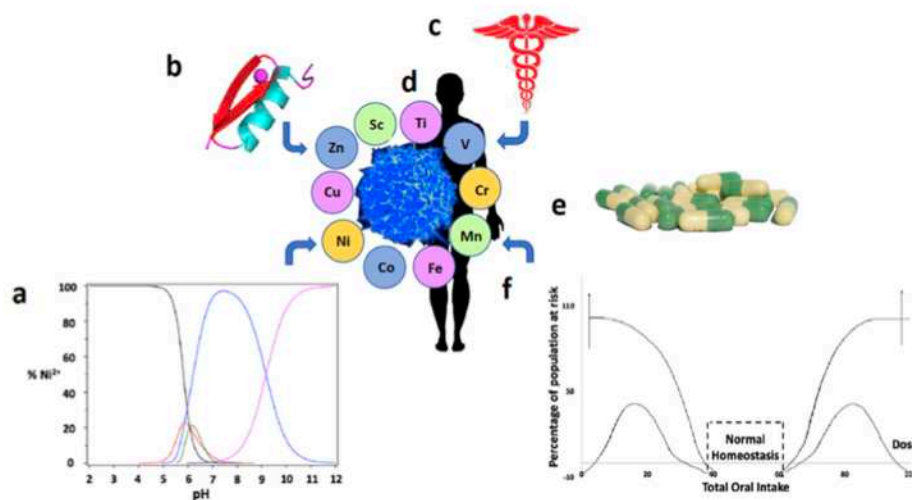 c
b
d
Sc
Ti
Zn
V
Cu
Cr
e
Ni
Mn
Co
Fe
a
f
100
80
60
% Ni²⁺
40
20
0
2
3
4
5
6
7
8
9
10
11
12
pH
Percentage of population at risk
110
50
-10
Normal
Homeostasis
Dos
0
20
40
60
80
Total Oral Intake